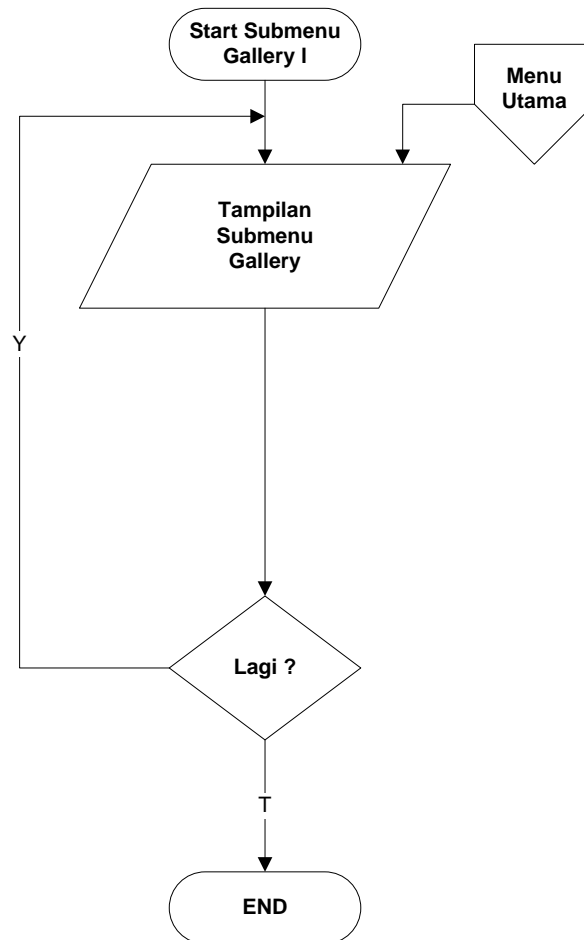 Start Submenu
Gallery I
Menu
Utama
Tampilan
Submenu
Gallery
Y
Lagi ?
T
END